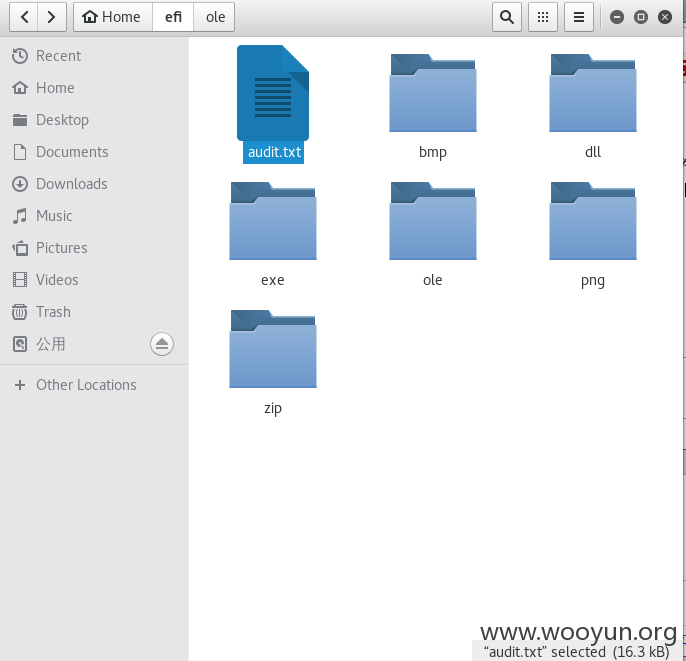 Home
efi
ole
Recent
Home
Desktop
Documents
Downloads
Music
Pictures
Videos
Trash
公用
Other Locations
audit.txt
bmp
dll
exe
ole
png
zip
www.wooyun.org
“audit.txt” selected (16.3 kB)